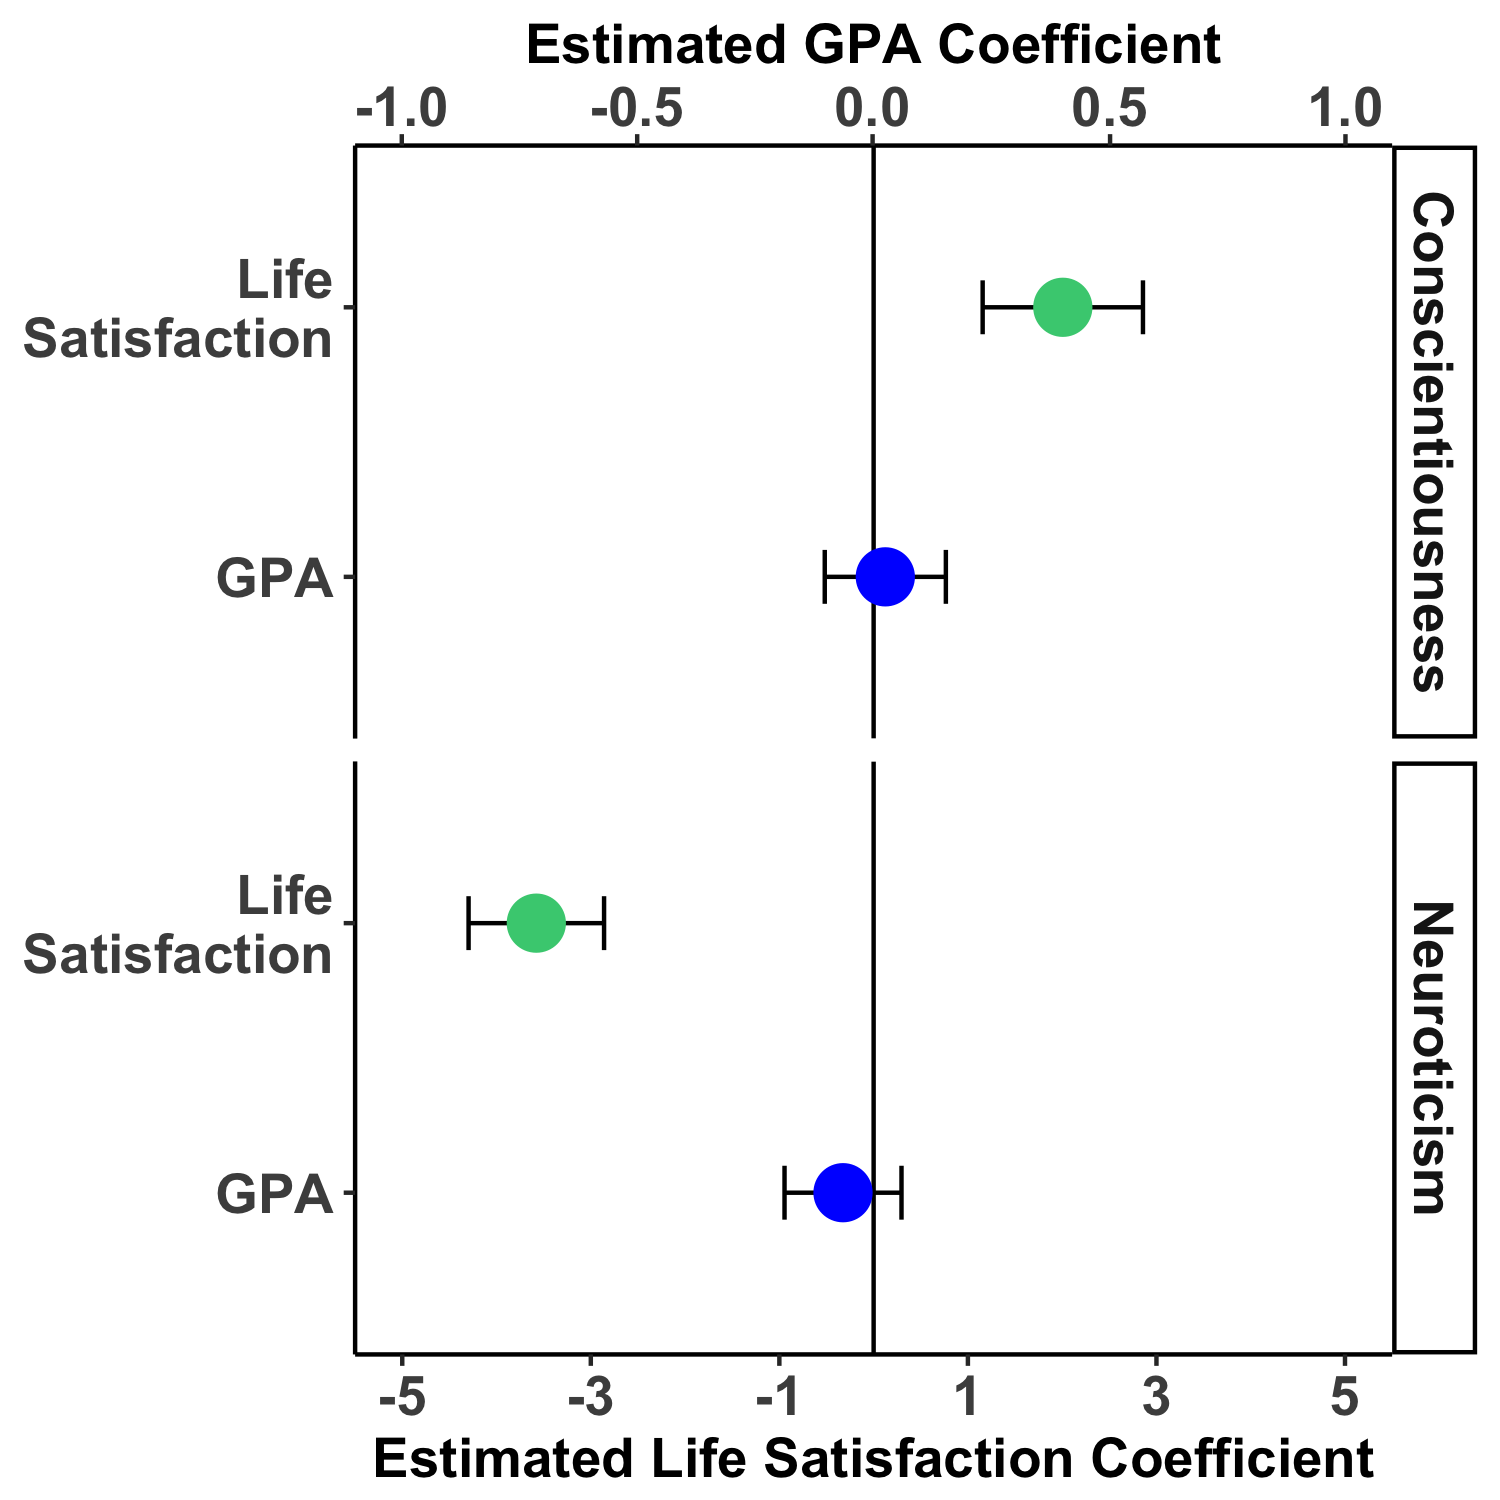 Estimated GPA Coefficient
-1.0 -0.5 0.0 0.5 1.0
Life
Satisfaction
GPA
Conscientiousness
Life
Satisfaction
GPA
Neuroticism
-5 -3 -1 1 3 5
Estimated Life Satisfaction Coefficient